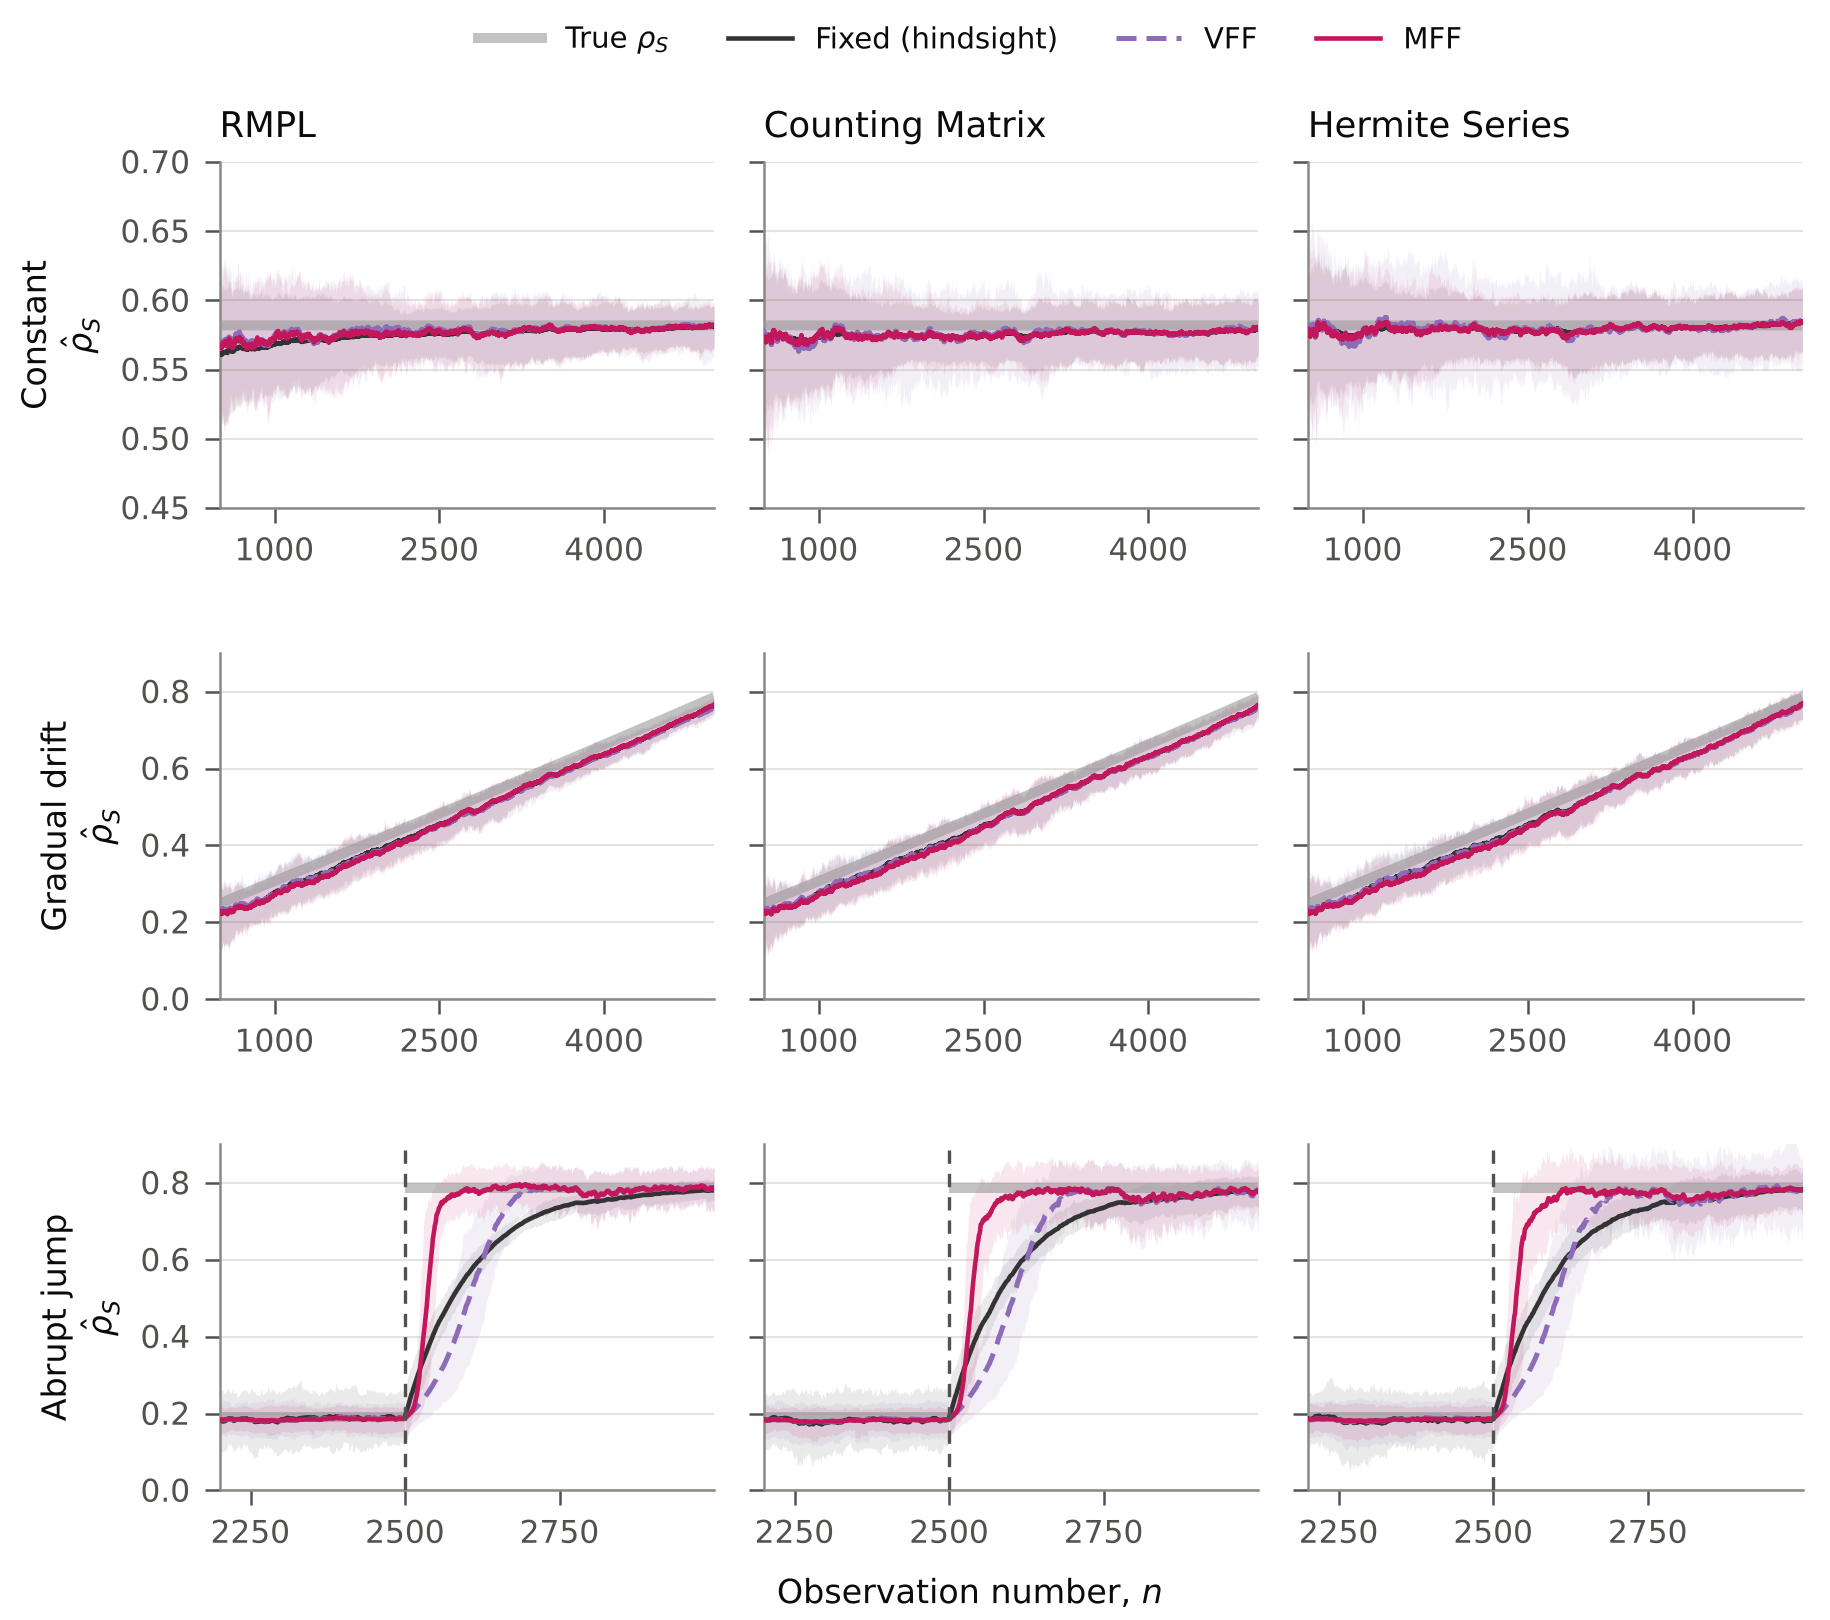 True ρS Fixed (hindsight) VFF MFF
RMPL Counting Matrix Hermite Series
Constant
ρ̂S
0.70
0.65
0.60
0.55
0.50
0.45
1000 2500 4000 1000 2500 4000 1000 2500 4000
Gradual drift
ρ̂S
0.8
0.6
0.4
0.2
0.0
1000 2500 4000 1000 2500 4000 1000 2500 4000
Abrupt jump
ρ̂S
0.8
0.6
0.4
0.2
0.0
2250 2500 2750 2250 2500 2750 2250 2500 2750
Observation number, n